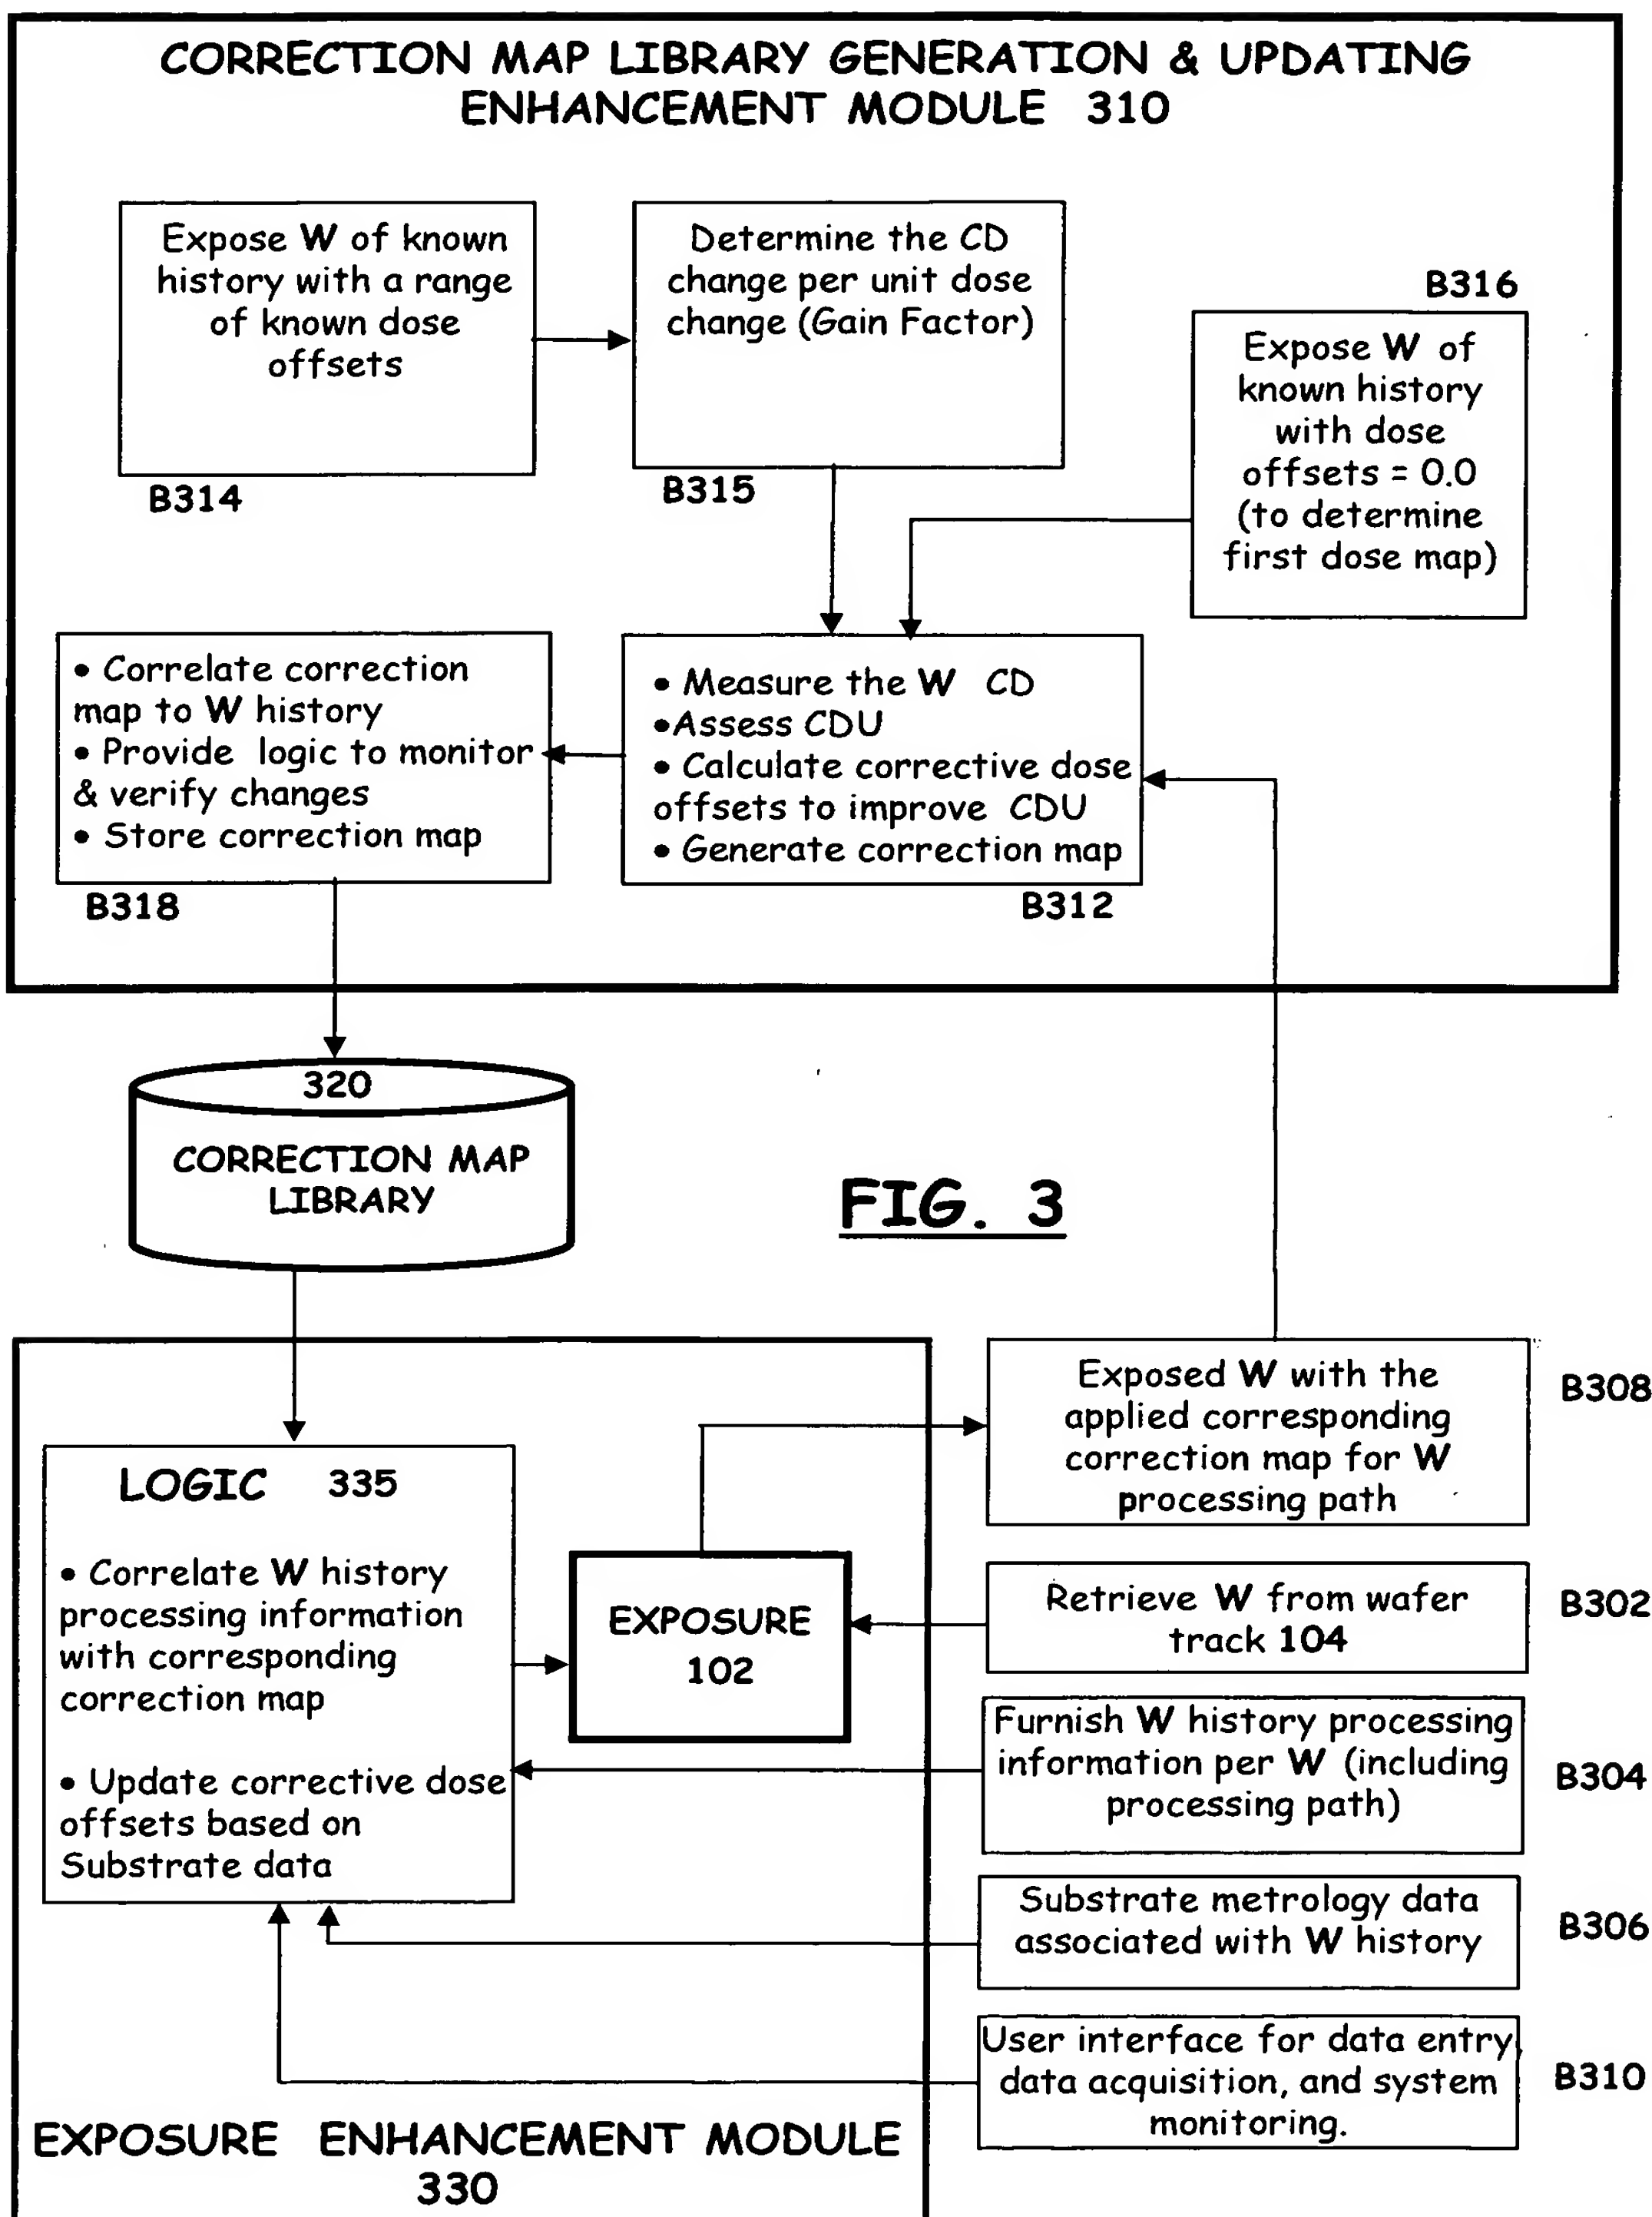 CORRECTION MAP LIBRARY GENERATION & UPDATING
ENHANCEMENT MODULE 310
Expose W of known
history with a range
of known dose
offsets
B314
Determine the CD
change per unit dose
change (Gain Factor)
B315
B316
Expose W of
known history
with dose
offsets = 0.0
(to determine
first dose map)
• Correlate correction
map to W history
• Provide logic to monitor
& verify changes
• Store correction map
B318
• Measure the W CD
•Assess CDU
• Calculate corrective dose
offsets to improve CDU
• Generate correction map
B312
320
CORRECTION MAP
LIBRARY
FIG. 3
LOGIC 335
• Correlate W history
processing information
with corresponding
correction map
• Update corrective dose
offsets based on
Substrate data
EXPOSURE
102
Exposed W with the
applied corresponding
correction map for W
processing path
B308
Retrieve W from wafer
track 104
B302
Furnish W history processing
information per W (including
processing path)
B304
Substrate metrology data
associated with W history
B306
User interface for data entry,
data acquisition, and system
monitoring.
B310
EXPOSURE ENHANCEMENT MODULE
330